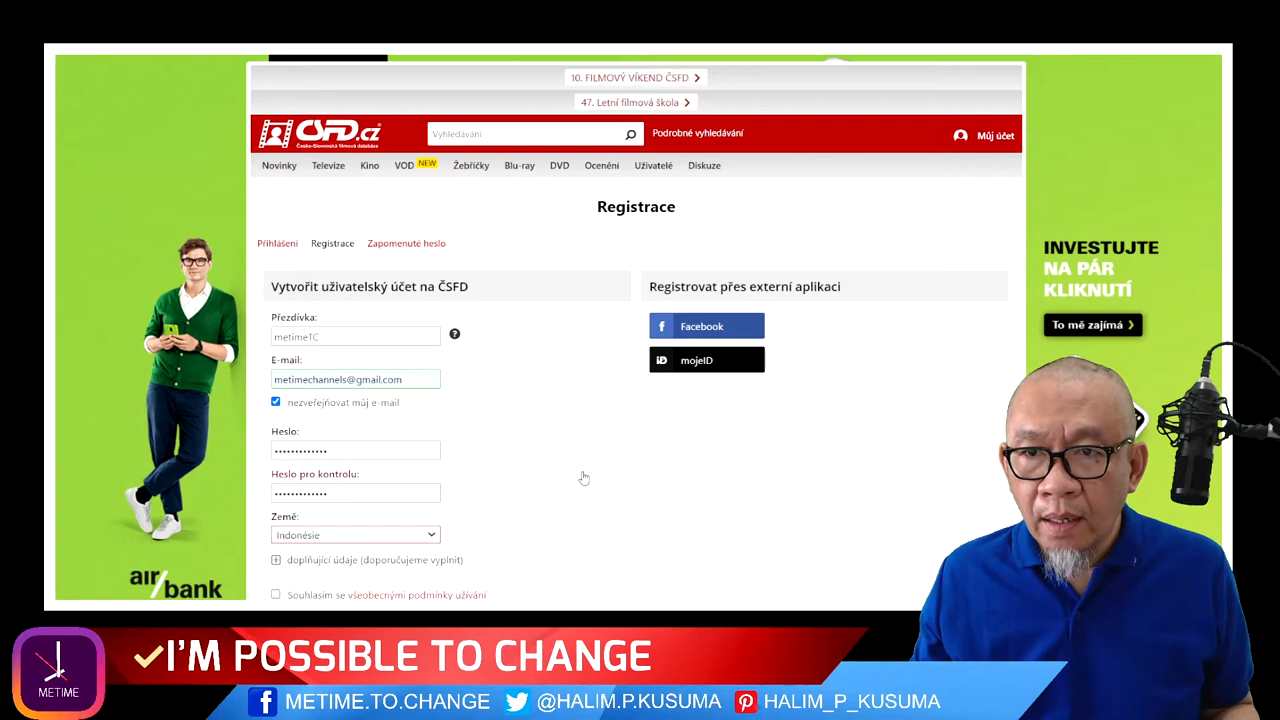 10. FILMOVÝ VÍKEND ČSFD
47. Letní filmová škola
ČSFD.cz
Česko-Slovenská filmová databáze
Vyhledávání
Podrobné vyhledávání
Můj účet
Novinky Televize Kino VOD NEW Žebříčky Blu-ray DVD Ocenění Uživatelé Diskuze
Registrace
Přihlášení Registrace Zapomenuté heslo
Vytvořit uživatelský účet na ČSFD
Přezdívka:
metimeTC
?
E-mail:
metimechannels@gmail.com
nezveřejňovat můj e-mail
Heslo:
•••••••••••••
Heslo pro kontrolu:
•••••••••••••
Země:
Indonésie
doplňující údaje (doporučujeme vyplnit)
Souhlasím se všeobecnými podmínky užívání
Registrovat přes externí aplikaci
f Facebook
iD mojeID
INVESTUJTE
NA PÁR
KLIKNUTÍ
To mě zajímá
air/bank
I'M POSSIBLE TO CHANGE
METIME
METIME.TO.CHANGE @HALIM.P.KUSUMA HALIM_P_KUSUMA